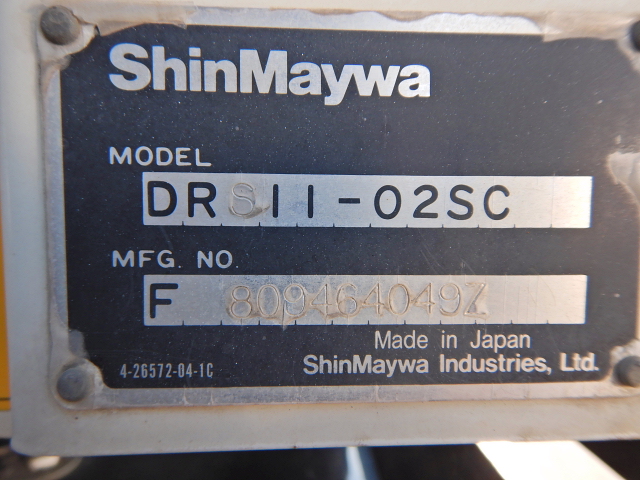 ShinMaywa
MODEL
DRS11-02SC
MFG. NO.
F 809464049Z
Made in Japan
4-26572-04-1C
ShinMaywa Industries, Ltd.